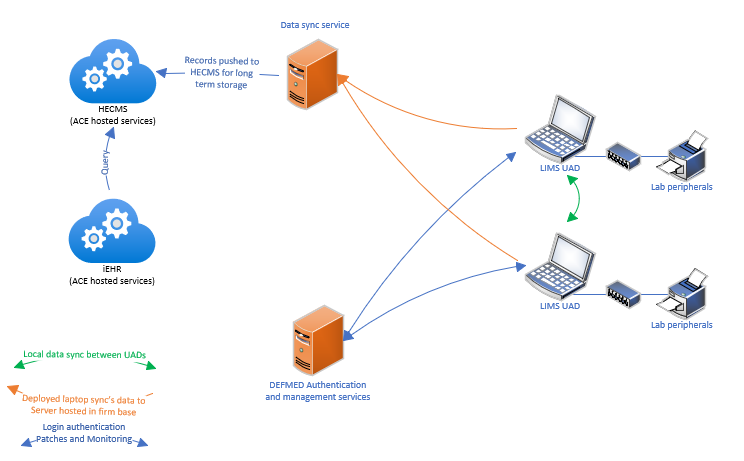 Data sync service
Records pushed to
HECMS for long
term storage
HECMS
(ACE hosted services)
Query
LIMS UAD
Lab peripherals
iEHR
(ACE hosted services)
LIMS UAD
Lab peripherals
DEFMED Authentication
and management services
Local data sync between UADs
Deployed laptop sync's data to
Server hosted in firm base
Login authentication
Patches and Monitoring